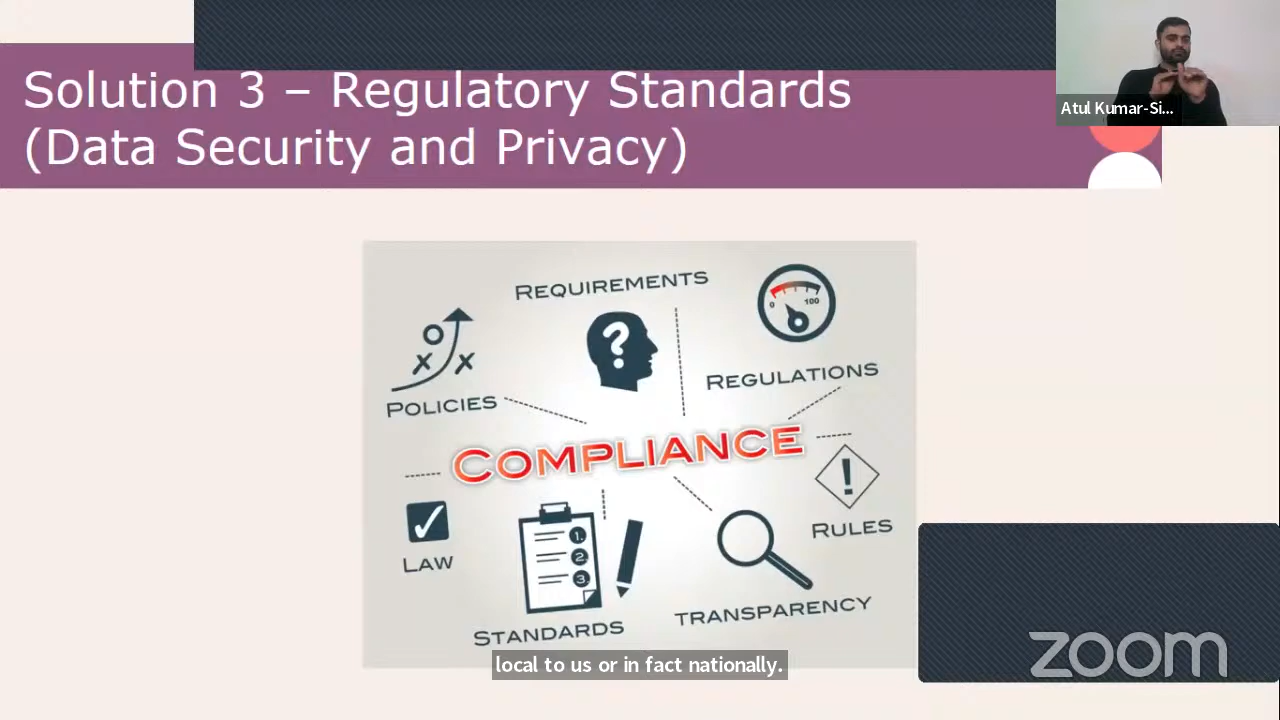 Solution 3 – Regulatory Standards
(Data Security and Privacy)
Atul Kumar-Si...
REQUIREMENTS
0 100
POLICIES
REGULATIONS
COMPLIANCE
LAW
1.
2
3.
STANDARDS
TRANSPARENCY
RULES
local to us or in fact nationally.
zoom